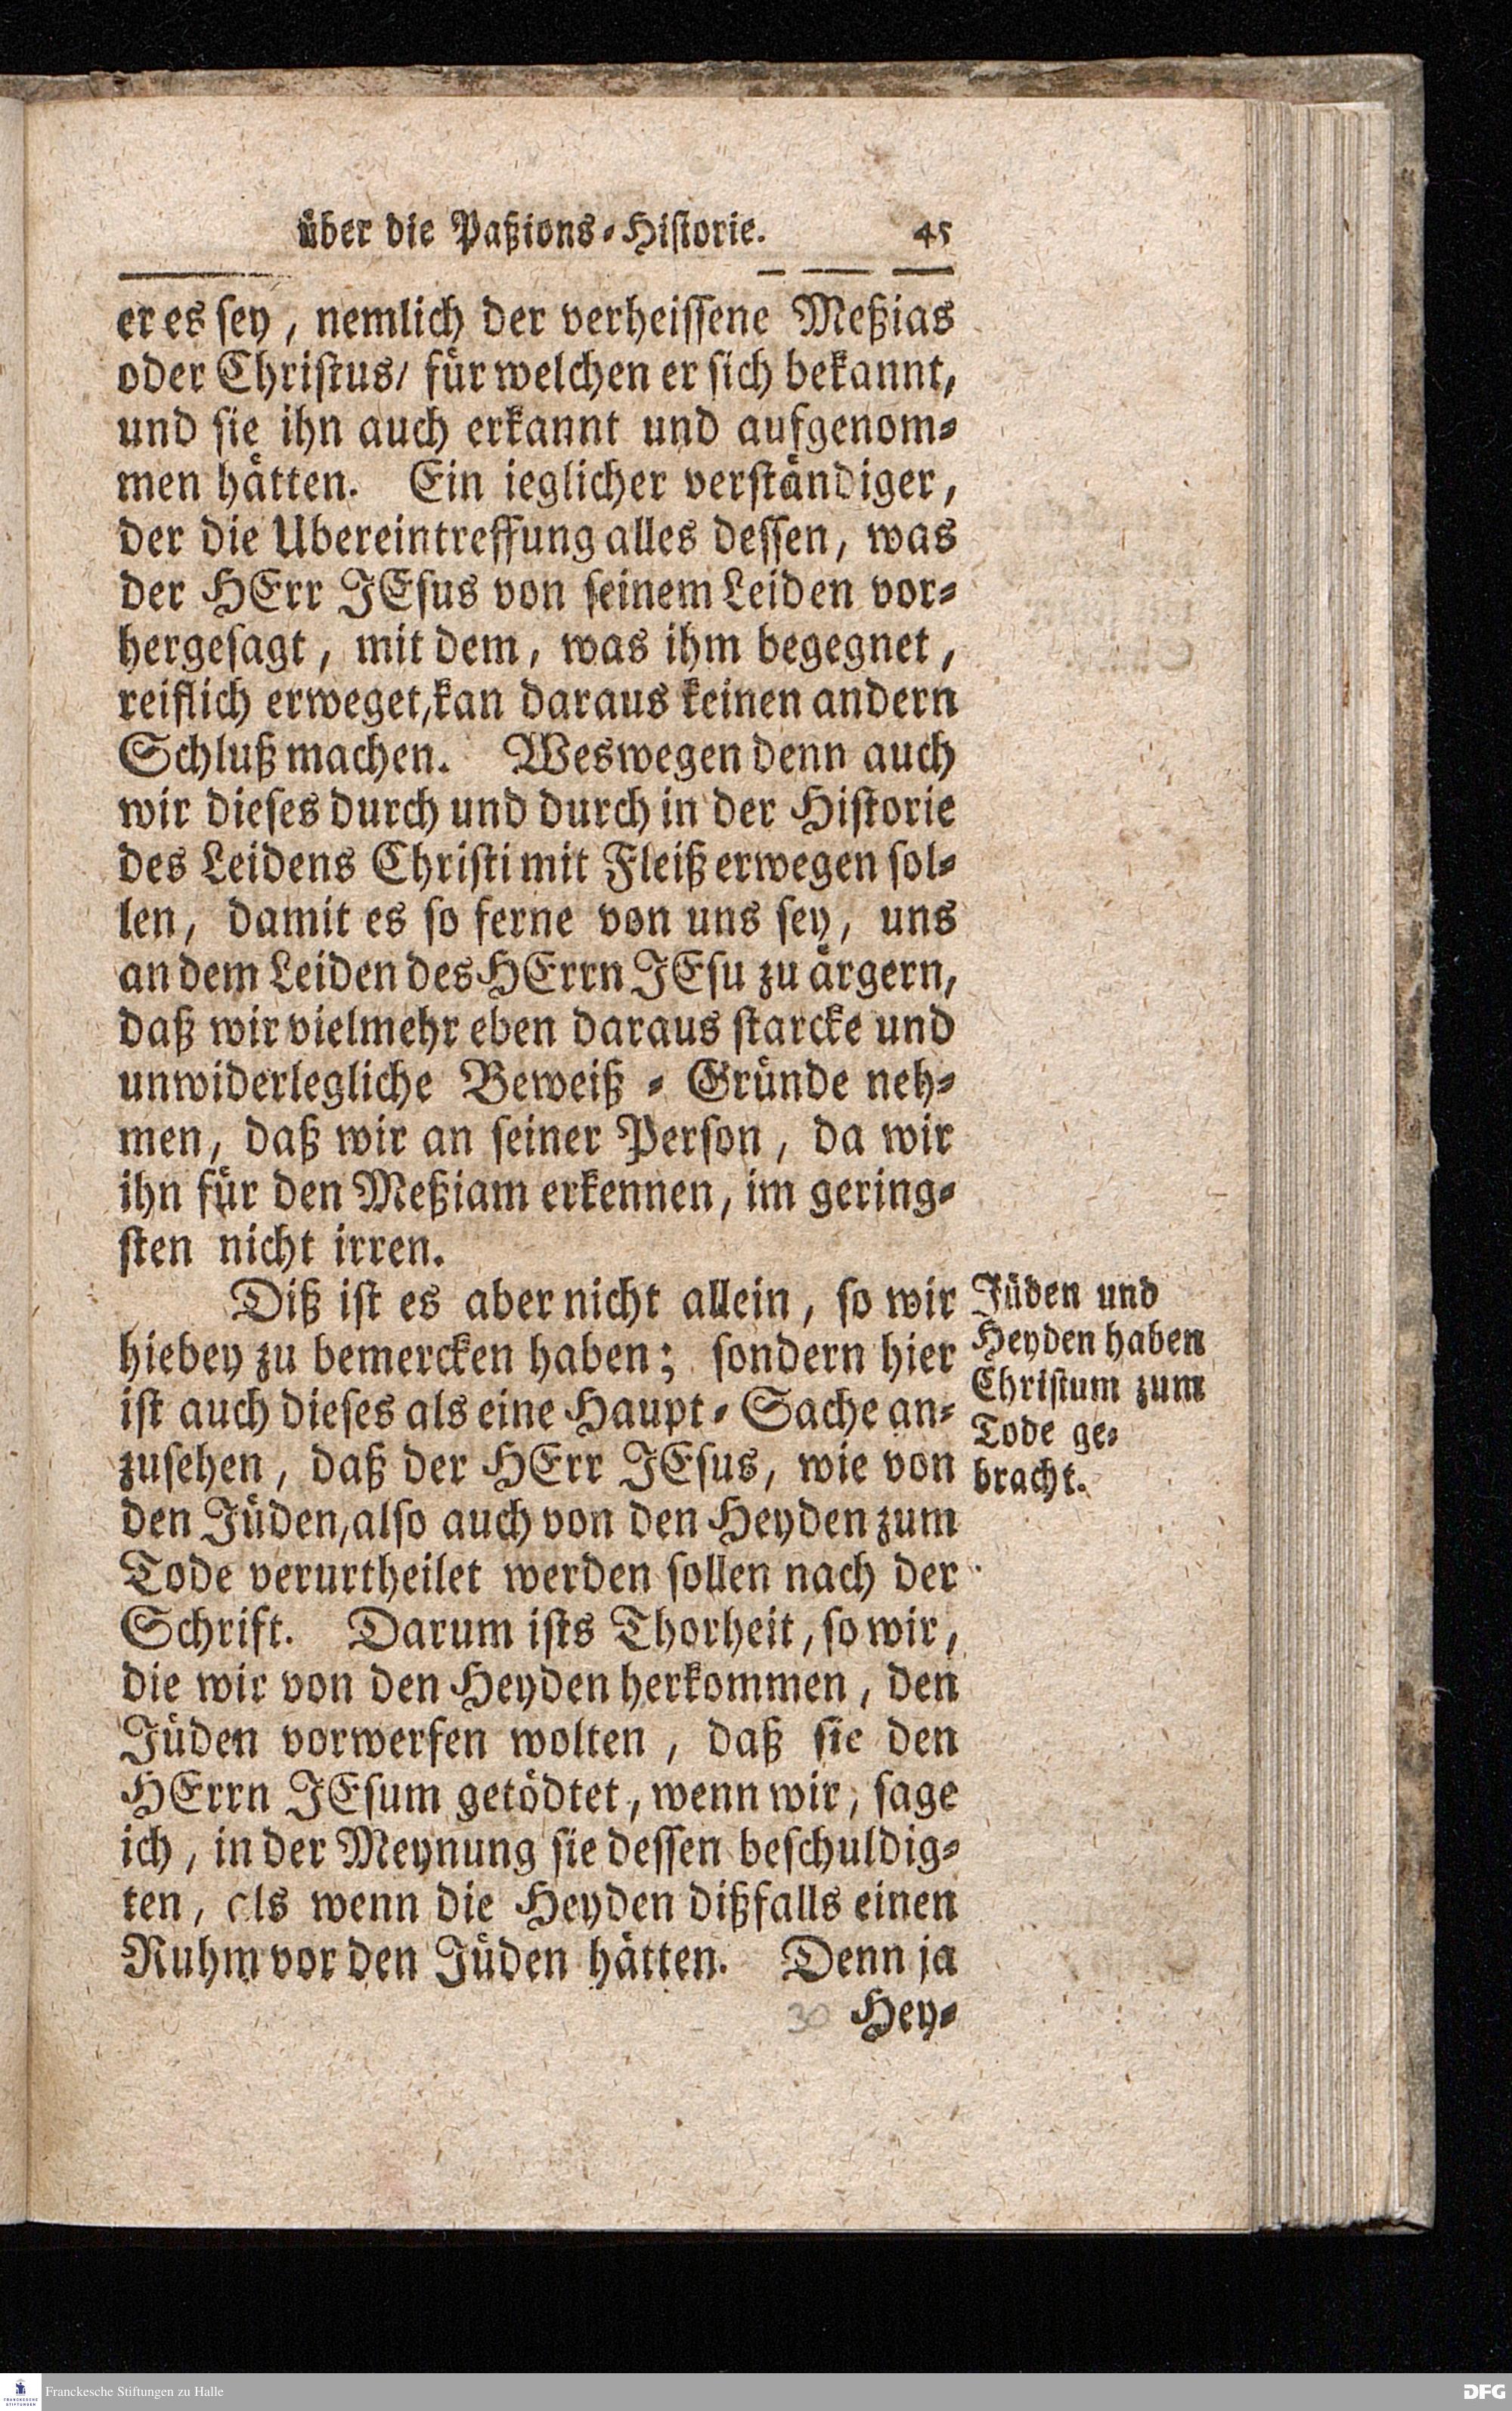 über die Paßions-Historie. 45
er es sey, nemlich der verheissene Meßias
oder Christus/ für welchen er sich bekannt,
und sie ihn auch erkannt und aufgenom-
men hätten. Ein ieglicher verständiger,
der die Ubereintreffung alles dessen, was
der HErr JEsus von seinem Leiden vor-
hergesagt, mit dem, was ihm begegnet,
reiflich erweget, kan daraus keinen andern
Schluß machen. Weswegen denn auch
wir dieses durch und durch in der Historie
des Leidens Christi mit Fleiß erwegen sol-
len, damit es so ferne von uns sey, uns
an dem Leiden des HErrn JEsu zu ärgern,
daß wir vielmehr eben daraus starcke und
unwiderlegliche Beweiß-Gründe neh-
men, daß wir an seiner Person, da wir
ihn für den Meßiam erkennen, im gering-
sten nicht irren.
Diß ist es aber nicht allein, so wir
hiebey zu bemercken haben; sondern hier
ist auch dieses als eine Haupt-Sache an-
zusehen, daß der HErr JEsus, wie von
den Jüden, also auch von den Heyden zum
Tode verurtheilet werden sollen nach der
Schrift. Darum ists Thorheit, so wir,
die wir von den Heyden herkommen, den
Jüden vorwerfen wolten, daß sie den
HErrn JEsum getödtet, wenn wir, sage
ich, in der Meynung sie dessen beschuldig-
ten, als wenn die Heyden dißfalls einen
Ruhm vor den Jüden hätten. Denn ja
30 Hey-
Jüden und
Heyden haben
Christum zum
Tode ge-
bracht.
FRANCKESCHE
STIFTUNGEN
Franckesche Stiftungen zu Halle
DFG